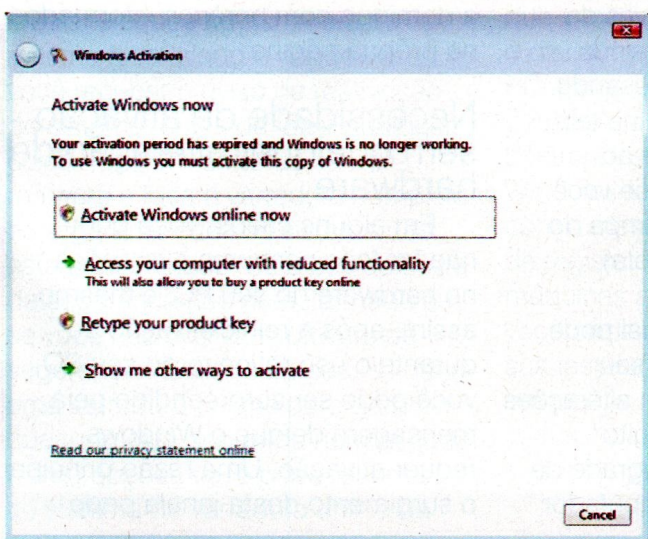 Windows Activation
Activate Windows now
Your activation period has expired and Windows is no longer working.
To use Windows you must activate this copy of Windows.
Activate Windows online now
Access your computer with reduced functionality
This will also allow you to buy a product key online
Retype your product key
Show me other ways to activate
Read our privacy statement online
Cancel